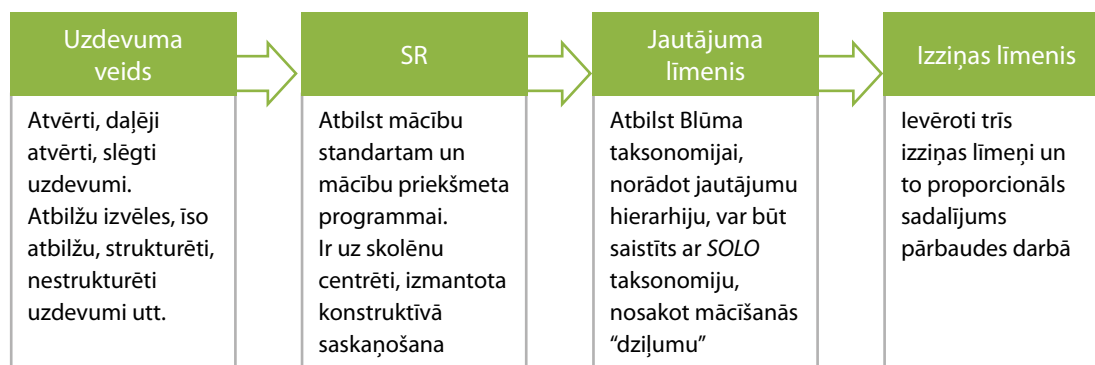 Uzdevuma
veids
Atvērti, daļēji
atvērti, slēgti
uzdevumi.
Atbilžu izvēles, īso
atbilžu, strukturēti,
nestrukturēti
uzdevumi utt.
SR
Atbilst mācību
standartam un
mācību priekšmeta
programmai.
Ir uz skolēnu
centrēti, izmantota
konstruktīvā
saskaņošana
Jautājuma
līmenis
Atbilst Blūma
taksonomijai,
norādot jautājumu
hierarhiju, var būt
saistīts ar SOLO
taksonomiju,
nosakot mācīšanās
“dziļumu”
Izziņas līmenis
Ievēroti trīs
izziņas līmeņi un
to proporcionāls
sadalījums
pārbaudes darbā